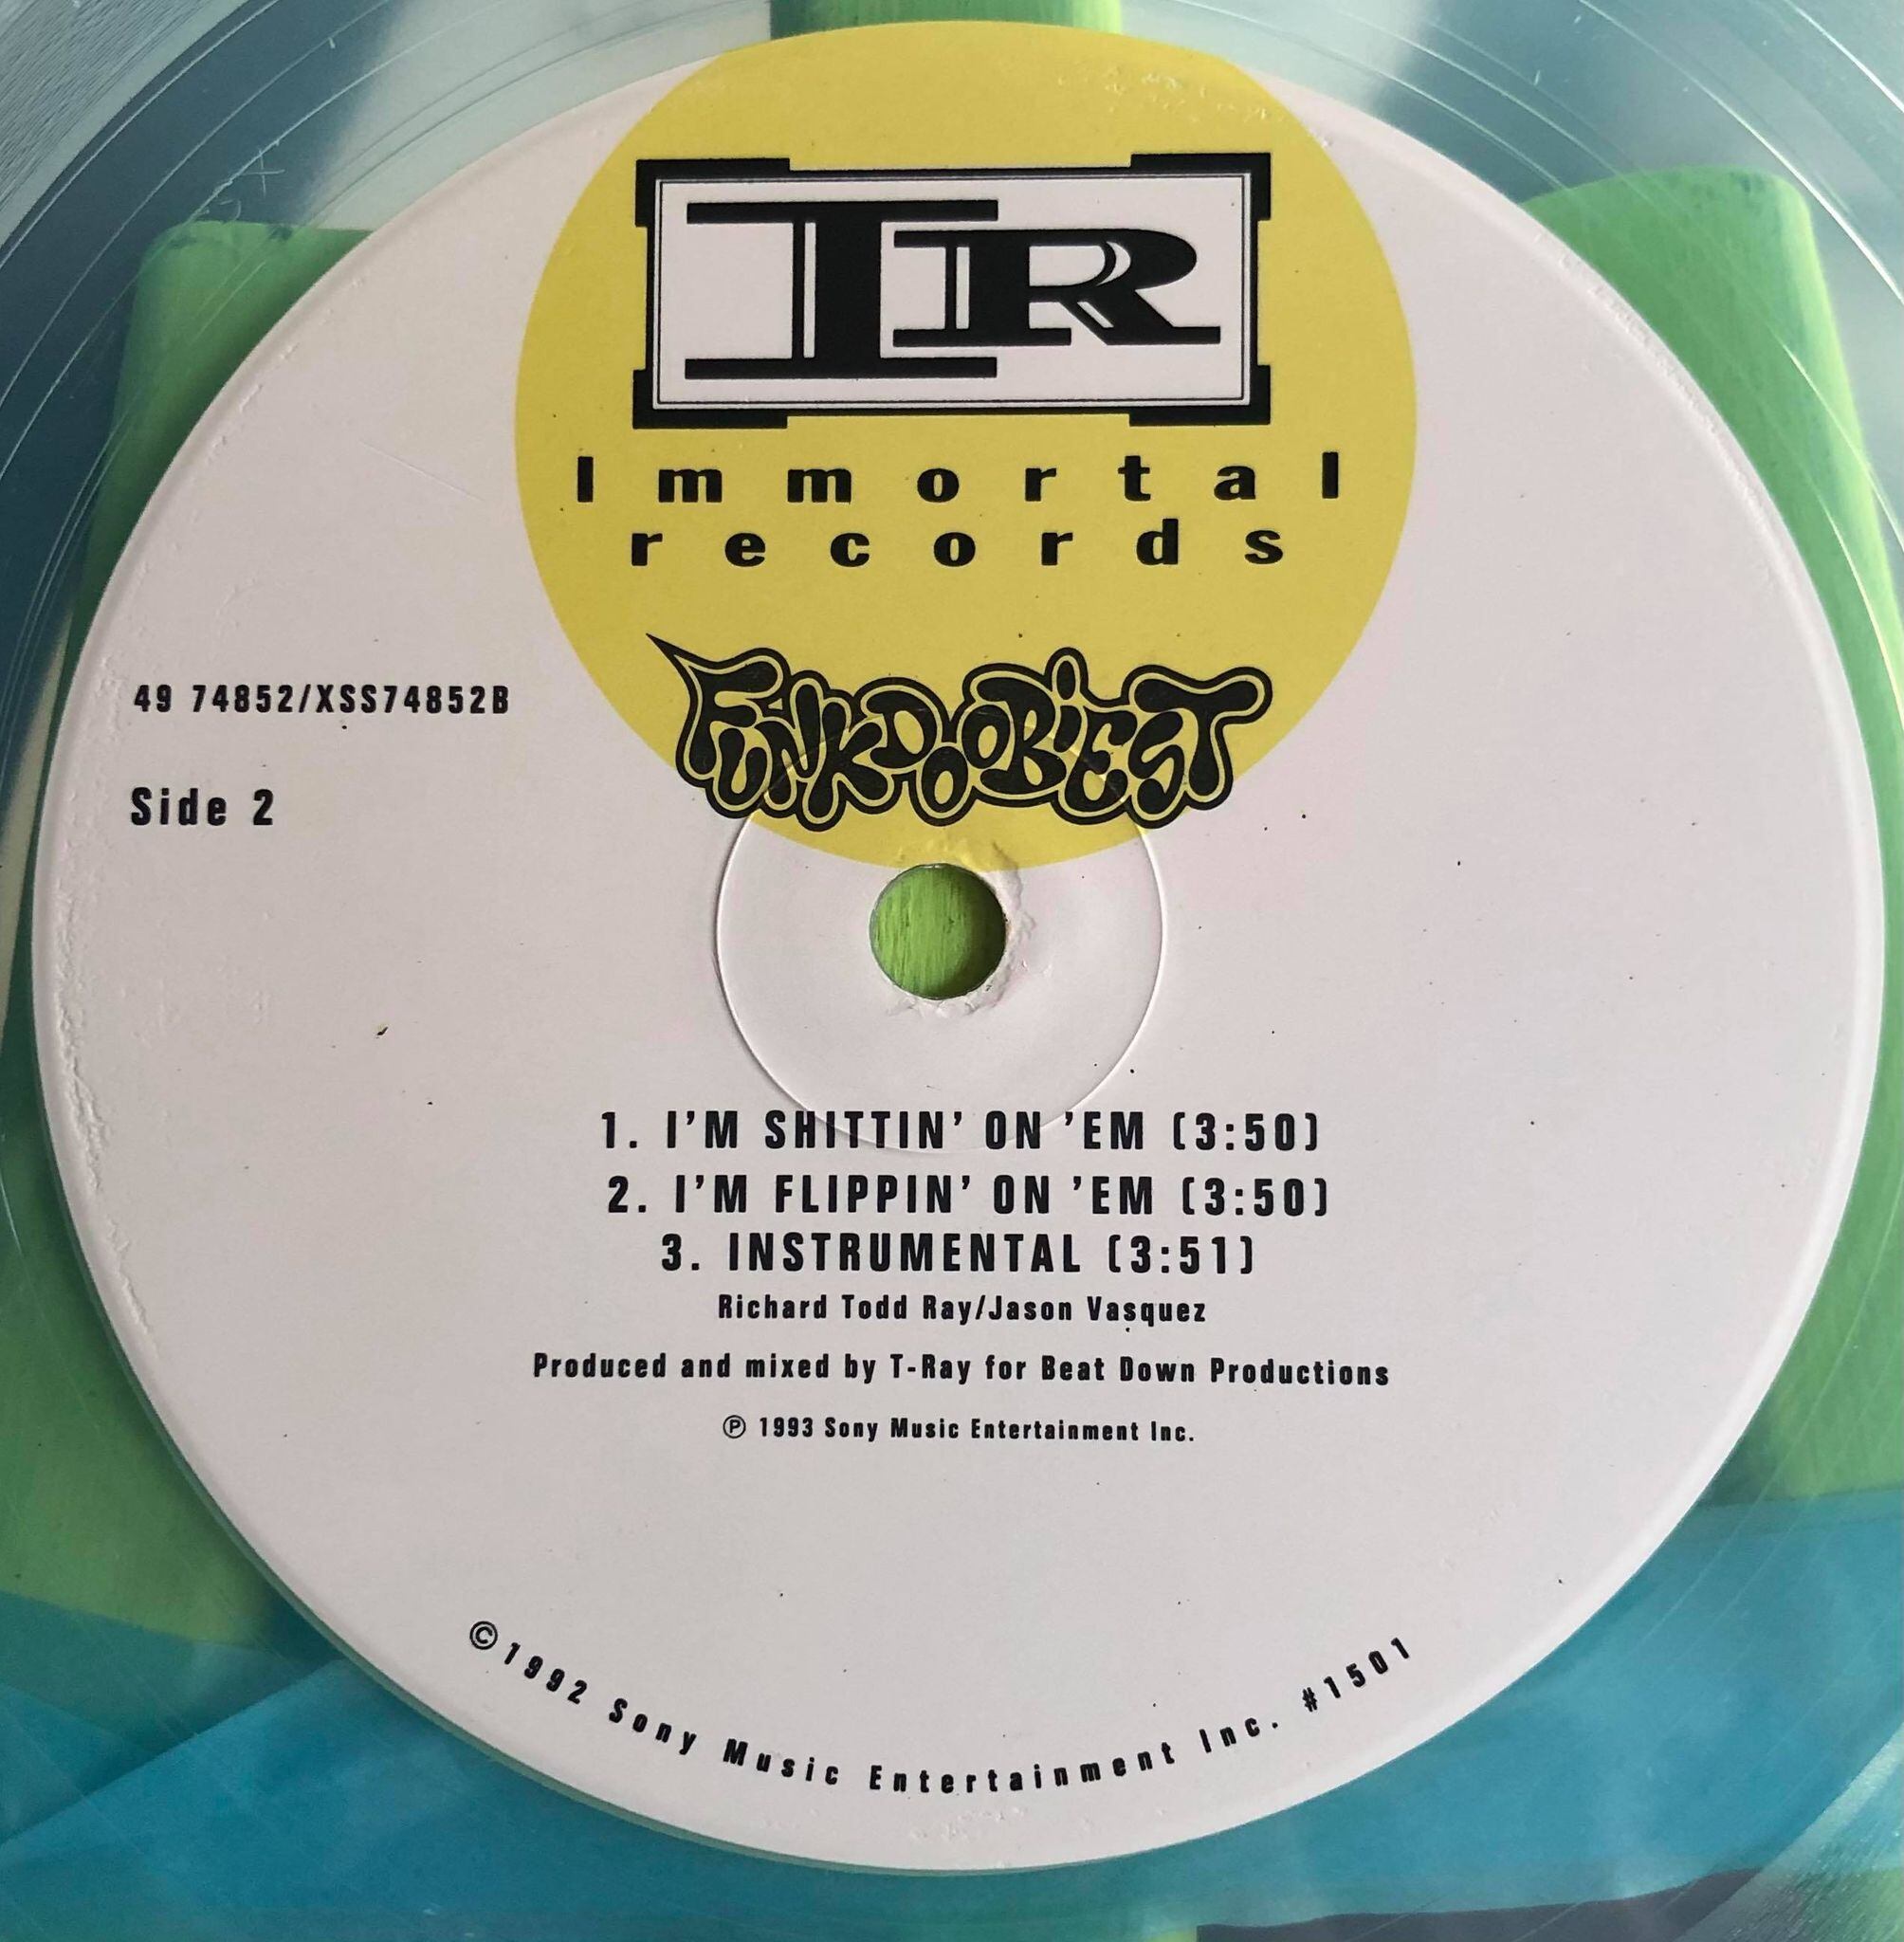 IR
Immortal
records
FUNKDOOBIEST
49 74852/XSS74852B
Side 2
1. I'M SHITTIN' ON 'EM (3:50)
2. I'M FLIPPIN' ON 'EM (3:50)
3. INSTRUMENTAL (3:51)
Richard Todd Ray/Jason Vasquez
Produced and mixed by T-Ray for Beat Down Productions
℗ 1993 Sony Music Entertainment Inc.
© 1992 Sony Music Entertainment Inc. #1501